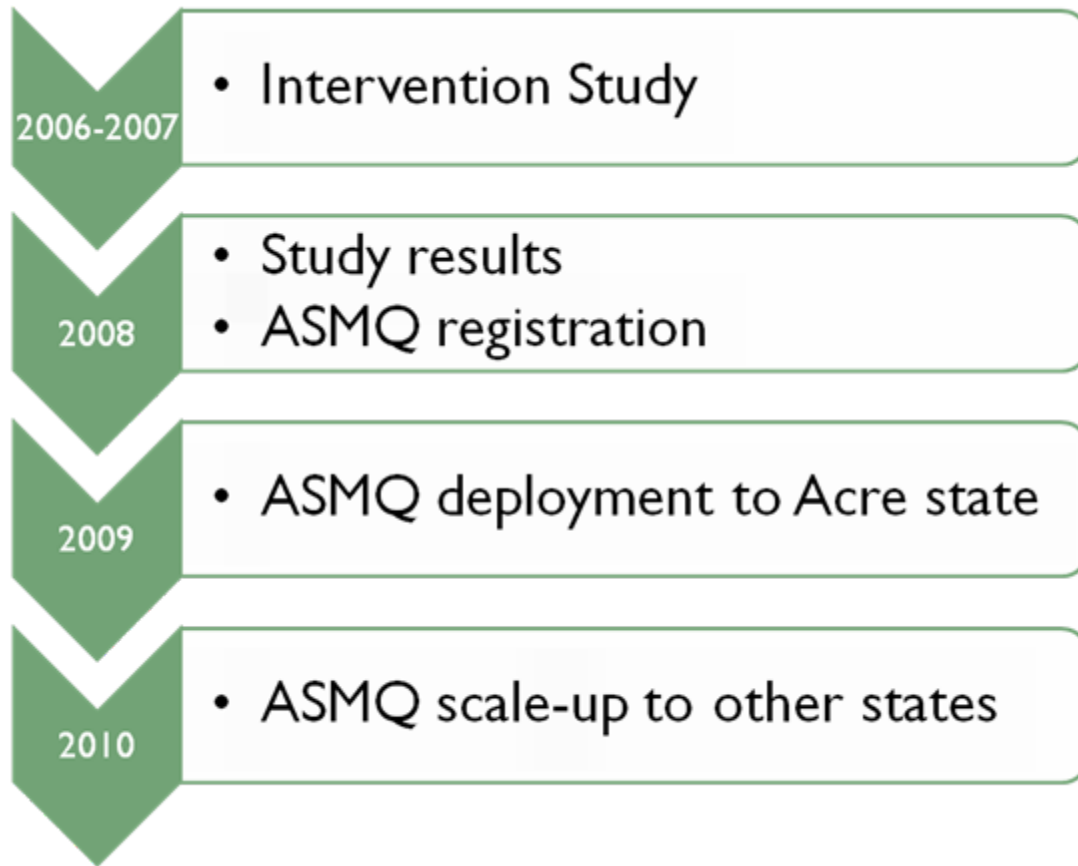 2006-2007
• Intervention Study
2008
• Study results
• ASMQ registration
2009
• ASMQ deployment to Acre state
2010
• ASMQ scale-up to other states